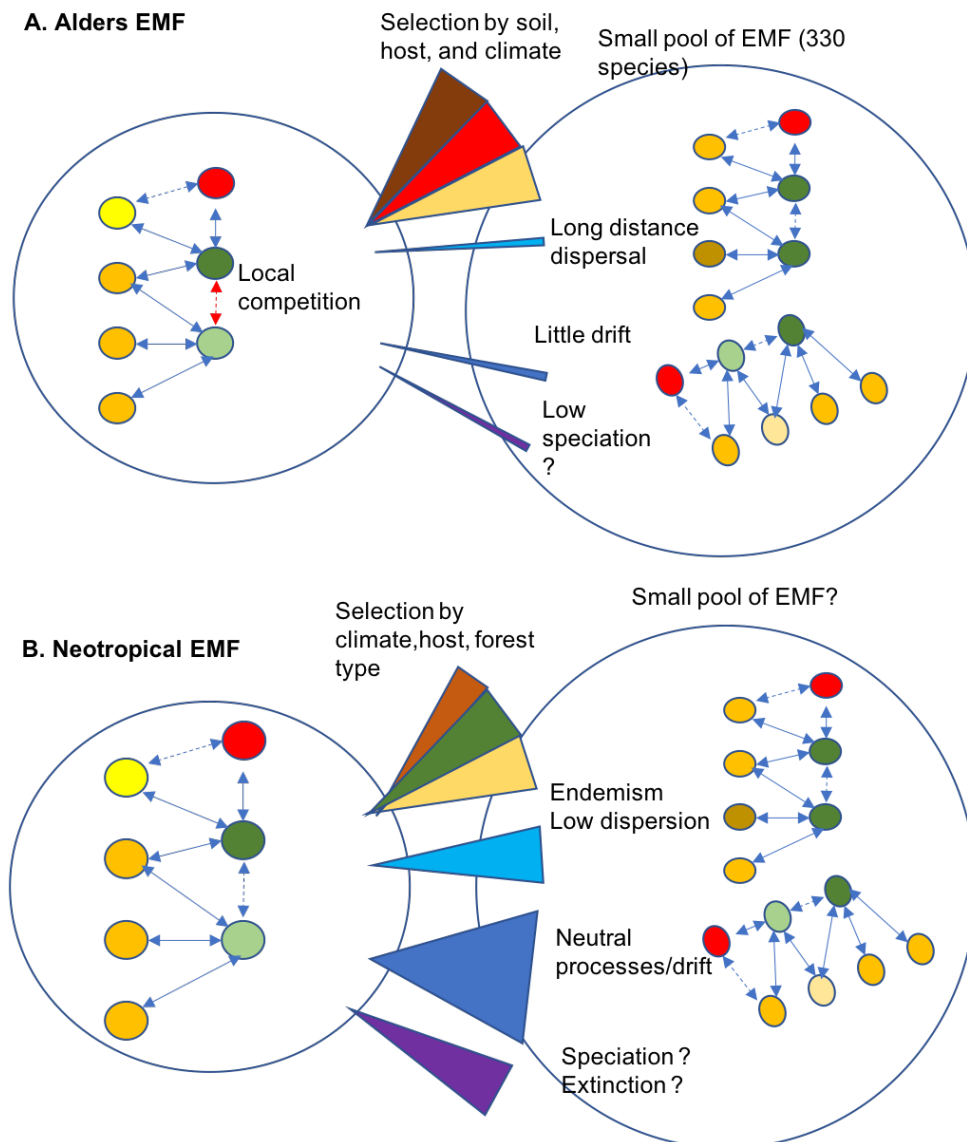 A. Alders EMF
Selection by soil,
host, and climate
Small pool of EMF (330
species)
Local
competition
Long distance
dispersal
Little drift
Low
speciation
?
B. Neotropical EMF
Selection by
climate,host, forest
type
Small pool of EMF?
Endemism
Low dispersion
Neutral
processes/drift
Speciation ?
Extinction ?